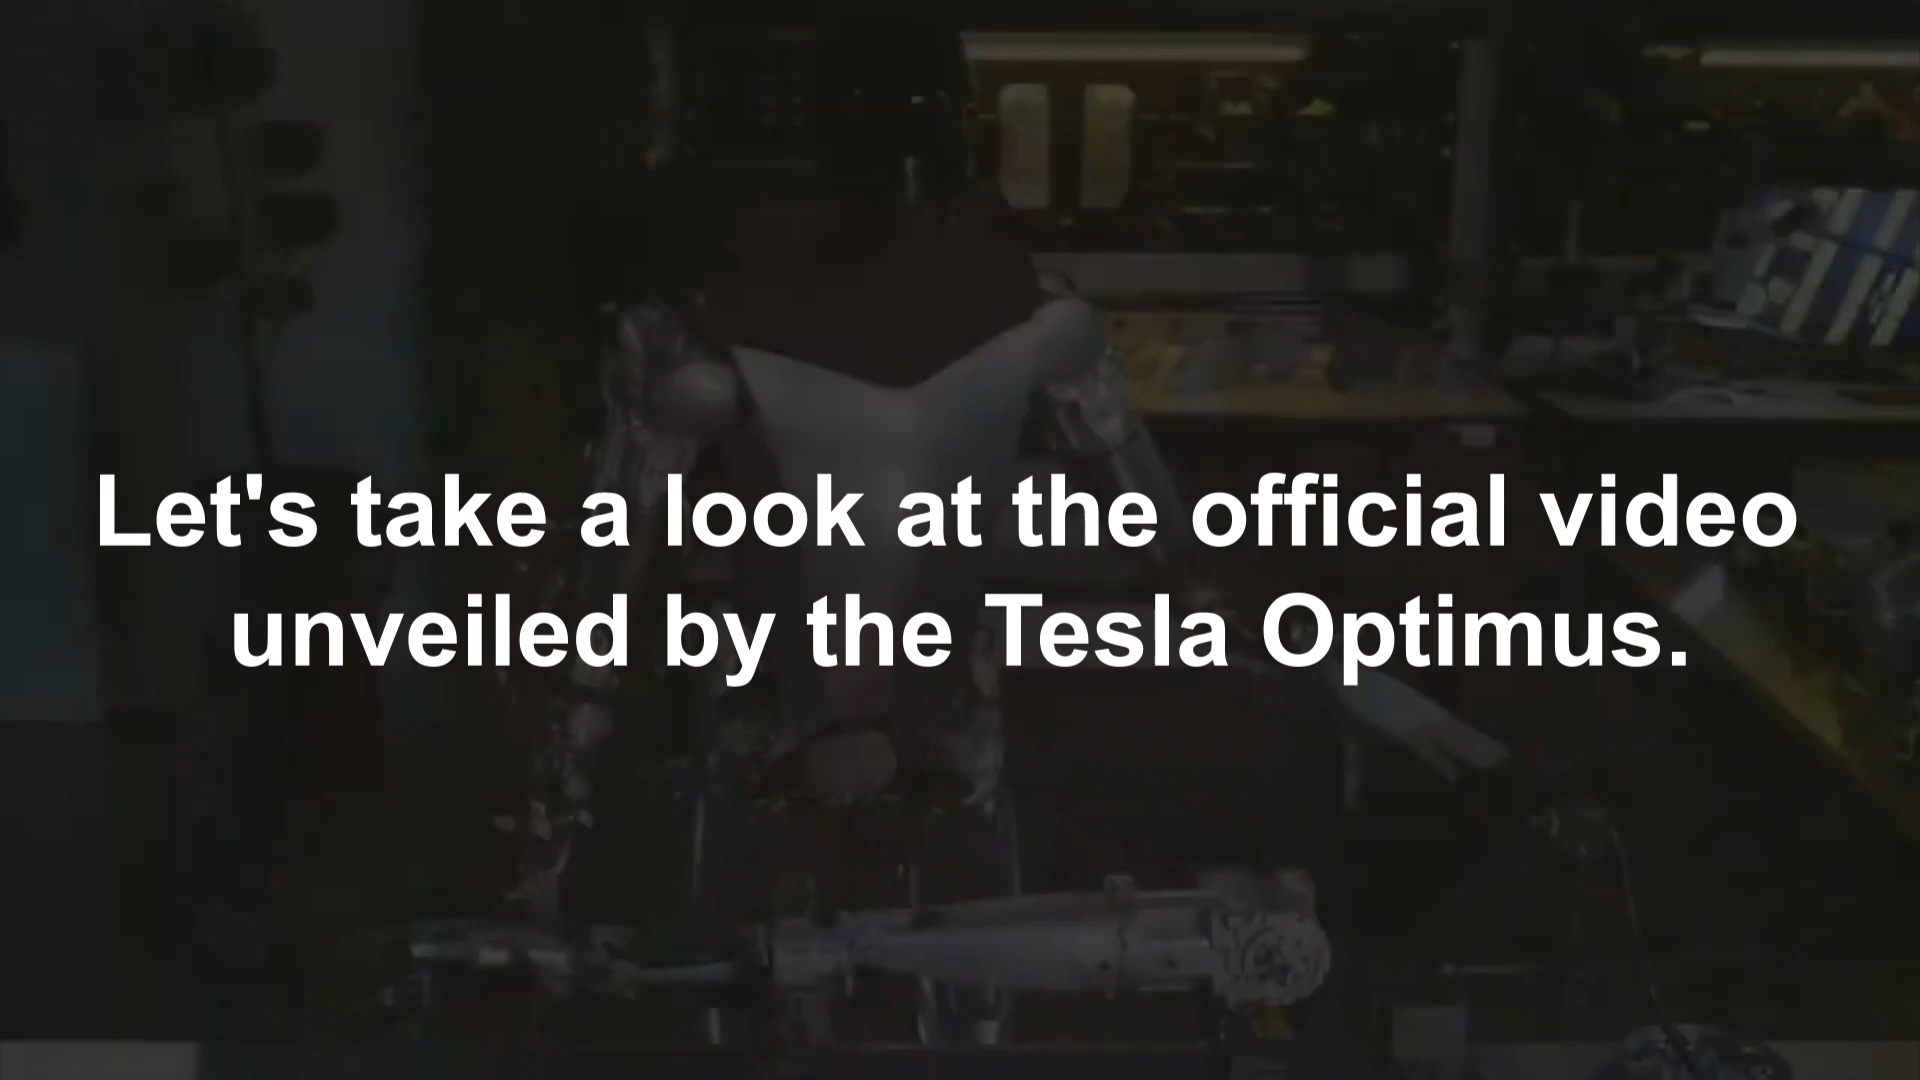 Let's take a look at the official video
unveiled by the Tesla Optimus.